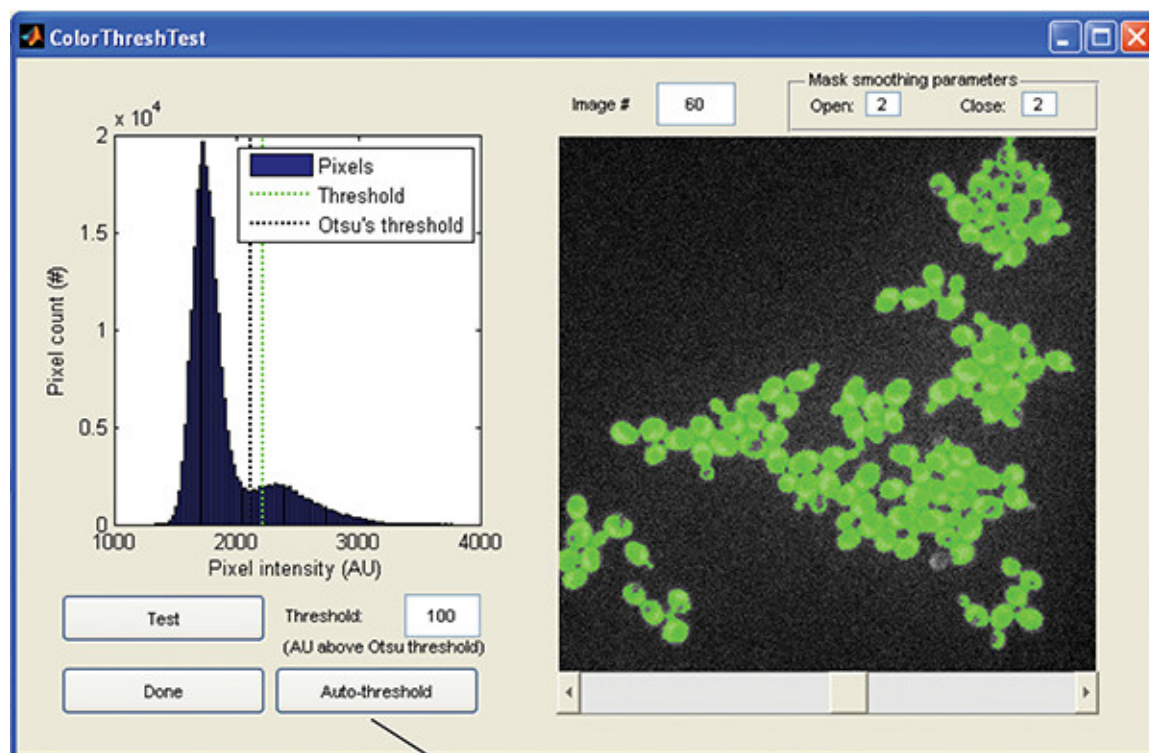 ColorThreshTest
Image # 60
Mask smoothing parameters
Open: 2 Close: 2
x 10⁴
2
1.5
1
0.5
0
Pixel count (#)
Pixels
Threshold
Otsu's threshold
1000 2000 3000 4000
Pixel intensity (AU)
Test
Threshold: 100
(AU above Otsu threshold)
Done
Auto-threshold